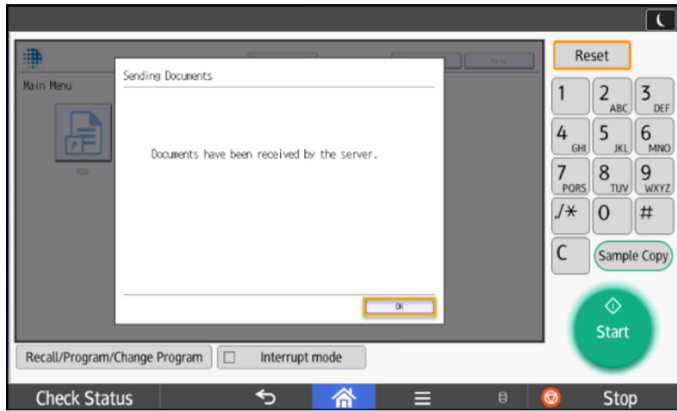 Reset
Sending Documents
Main Menu
Documents have been received by the server.
OK
1
2 ABC
3 DEF
4 GHI
5 JKL
6 MNO
7 PQRS
8 TUV
9 WXYZ
./*
0
#
C
Sample Copy
Start
Recall/Program/Change Program
Interrupt mode
Check Status
Stop